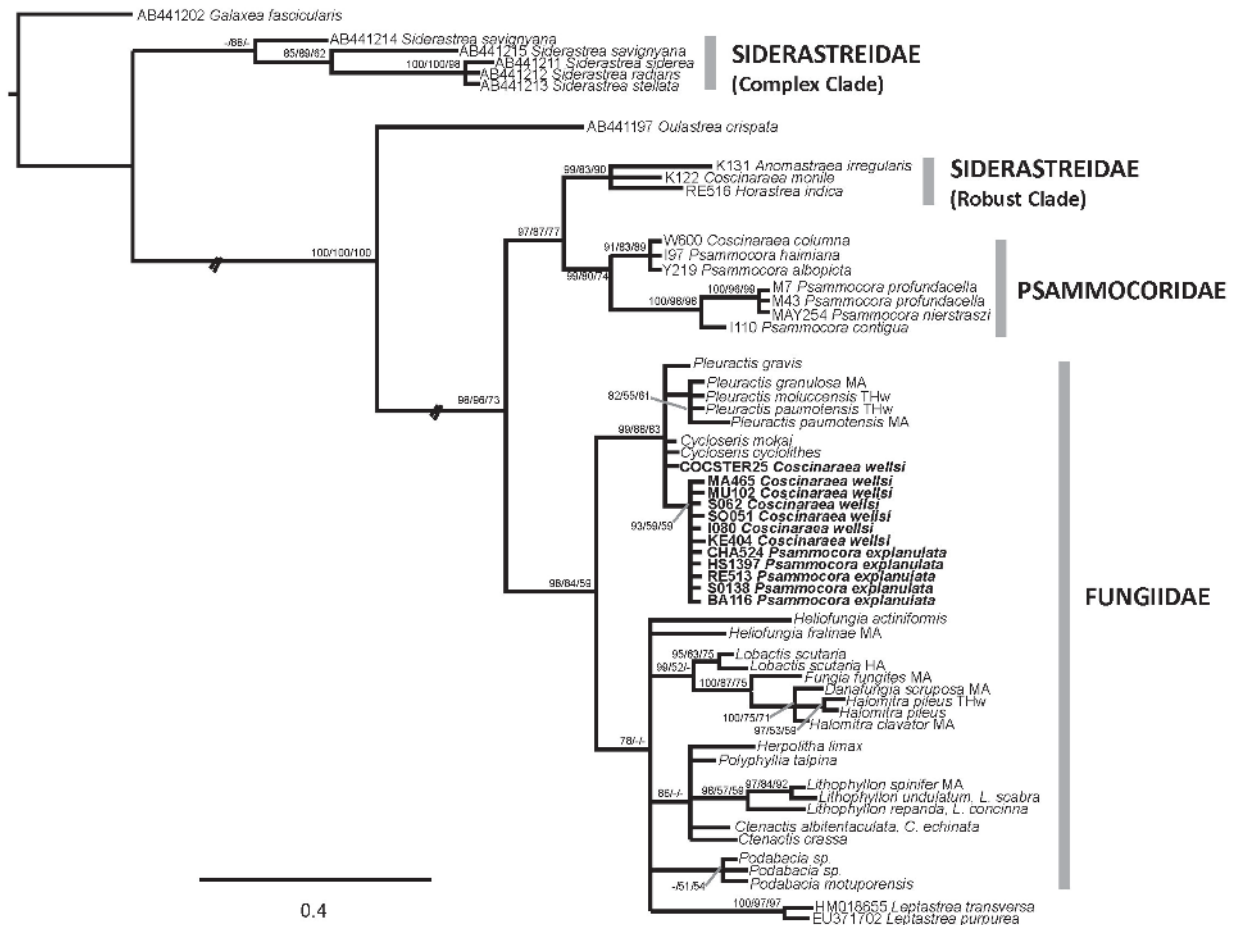 AB441202 Galaxea fascicularis
-/88/-
AB441214 Siderastrea savignyana
85/89/62
AB441215 Siderastrea savignyana
100/100/98
AB441211 Siderastrea siderea
AB441212 Siderastrea radians
AB441213 Siderastrea stellata
SIDERASTREIDAE
(Complex Clade)
AB441197 Oulastrea crispata
100/100/100
99/83/90
K131 Anomastraea irregularis
K122 Coscinaraea monile
RE516 Horastrea indica
SIDERASTREIDAE
(Robust Clade)
97/87/77
91/83/89
W600 Coscinaraea columna
I97 Psammocora haimiana
Y219 Psammocora albopicta
99/80/74
100/96/99
M7 Psammocora profundacella
M43 Psammocora profundacella
MAY254 Psammocora nierstraszi
100/98/98
I110 Psammocora contigua
PSAMMOCORIDAE
98/96/73
Pleuractis gravis
82/55/61
Pleuractis granulosa MA
Pleuractis moluccensis THw
Pleuractis paumotensis THw
Pleuractis paumotensis MA
99/88/83
Cycloseris mokai
Cycloseris cyclolithes
COCSTER25 Coscinaraea wellsi
MA465 Coscinaraea wellsi
MU102 Coscinaraea wellsi
S062 Coscinaraea wellsi
SO051 Coscinaraea wellsi
93/59/59
I080 Coscinaraea wellsi
KE404 Coscinaraea wellsi
CHA524 Psammocora explanulata
HS1397 Psammocora explanulata
RE513 Psammocora explanulata
S0138 Psammocora explanulata
BA116 Psammocora explanulata
98/84/59
FUNGIIDAE
Heliofungia actiniformis
Heliofungia fralinae MA
95/63/75
Lobactis scutaria
99/52/-
Lobactis scutaria HA
100/87/75
Fungia fungites MA
Danafungia scruposa MA
Halomitra pileus THw
Halomitra pileus
100/75/71
Halomitra clavator MA
97/53/59
78/-/-
Herpolitha limax
Polyphyllia talpina
86/-/-
98/57/59
97/84/92
Lithophyllon spinifer MA
Lithophyllon undulatum, L. scabra
Lithophyllon repanda, L. concinna
Ctenactis albitentaculata, C. echinata
Ctenactis crassa
Podabacia sp.
Podabacia sp.
-/51/54
Podabacia motuporensis
100/97/97
HM018655 Leptastrea transversa
EU371702 Leptastrea purpurea
0.4